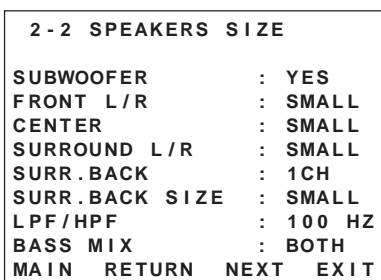 2-2 SPEAKERS SIZE
SUBWOOFER : YES
FRONT L/R : SMALL
CENTER : SMALL
SURROUND L/R : SMALL
SURR.BACK : 1CH
SURR.BACK SIZE : SMALL
LPF/HPF : 100 HZ
BASS MIX : BOTH
MAIN RETURN NEXT EXIT